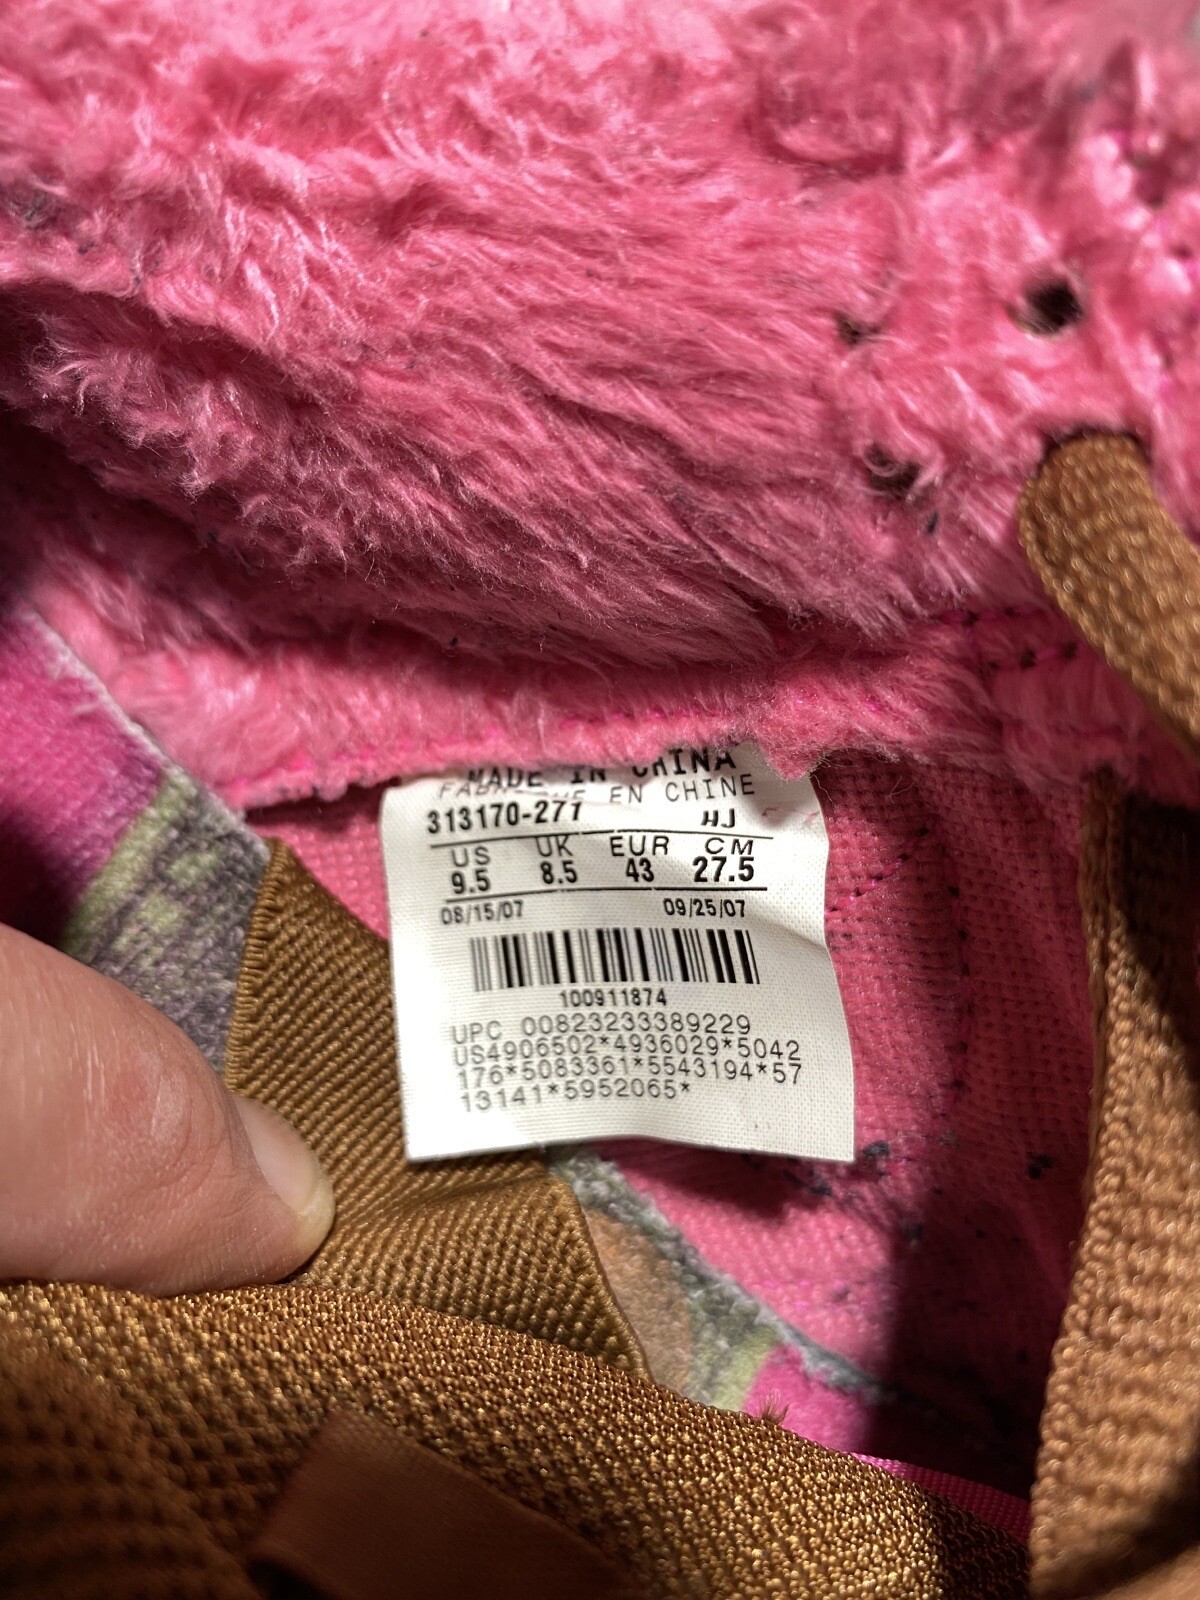 MADE IN CHINA
EN CHINE
313170-271 HJ
US UK EUR CM
9.5 8.5 43 27.5
08/15/07 09/25/07
100911874
UPC 00823233389229
US4906502*4936029*5042
176*5083361*5543194*57
13141*5952065*